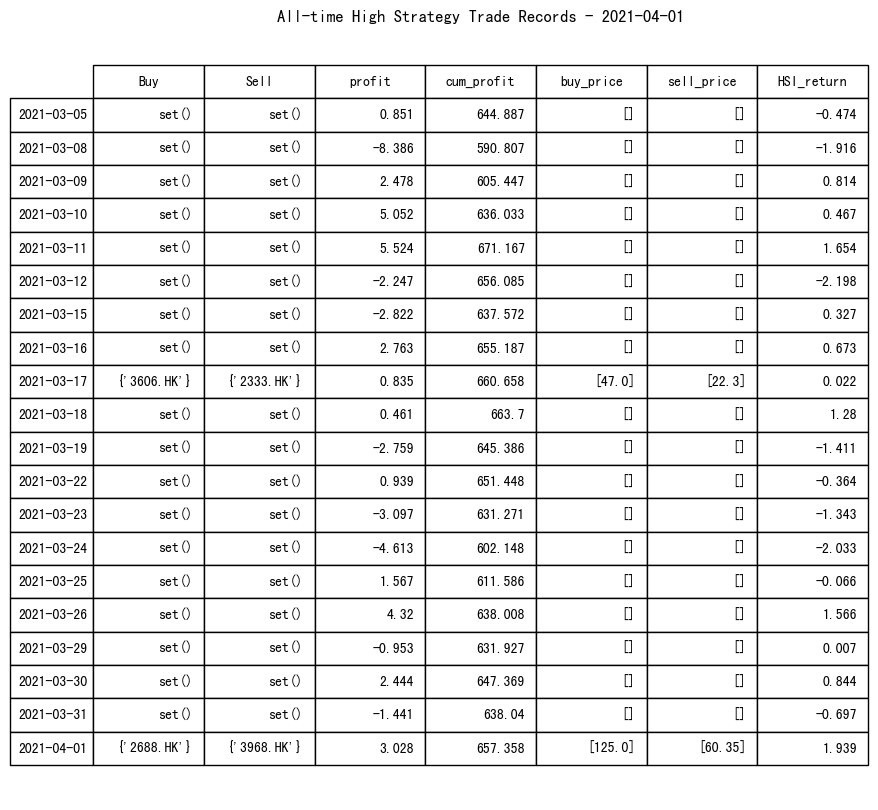 All-time High Strategy Trade Records - 2021-04-01
Buy Sell profit cum_profit buy_price sell_price HSI_return
2021-03-05 set() set() 0.851 644.887 [] [] -0.474
2021-03-08 set() set() -8.386 590.807 [] [] -1.916
2021-03-09 set() set() 2.478 605.447 [] [] 0.814
2021-03-10 set() set() 5.052 636.033 [] [] 0.467
2021-03-11 set() set() 5.524 671.167 [] [] 1.654
2021-03-12 set() set() -2.247 656.085 [] [] -2.198
2021-03-15 set() set() -2.822 637.572 [] [] 0.327
2021-03-16 set() set() 2.763 655.187 [] [] 0.673
2021-03-17 {'3606.HK'} {'2333.HK'} 0.835 660.658 [47.0] [22.3] 0.022
2021-03-18 set() set() 0.461 663.7 [] [] 1.28
2021-03-19 set() set() -2.759 645.386 [] [] -1.411
2021-03-22 set() set() 0.939 651.448 [] [] -0.364
2021-03-23 set() set() -3.097 631.271 [] [] -1.343
2021-03-24 set() set() -4.613 602.148 [] [] -2.033
2021-03-25 set() set() 1.567 611.586 [] [] -0.066
2021-03-26 set() set() 4.32 638.008 [] [] 1.566
2021-03-29 set() set() -0.953 631.927 [] [] 0.007
2021-03-30 set() set() 2.444 647.369 [] [] 0.844
2021-03-31 set() set() -1.441 638.04 [] [] -0.697
2021-04-01 {'2688.HK'} {'3968.HK'} 3.028 657.358 [125.0] [60.35] 1.939